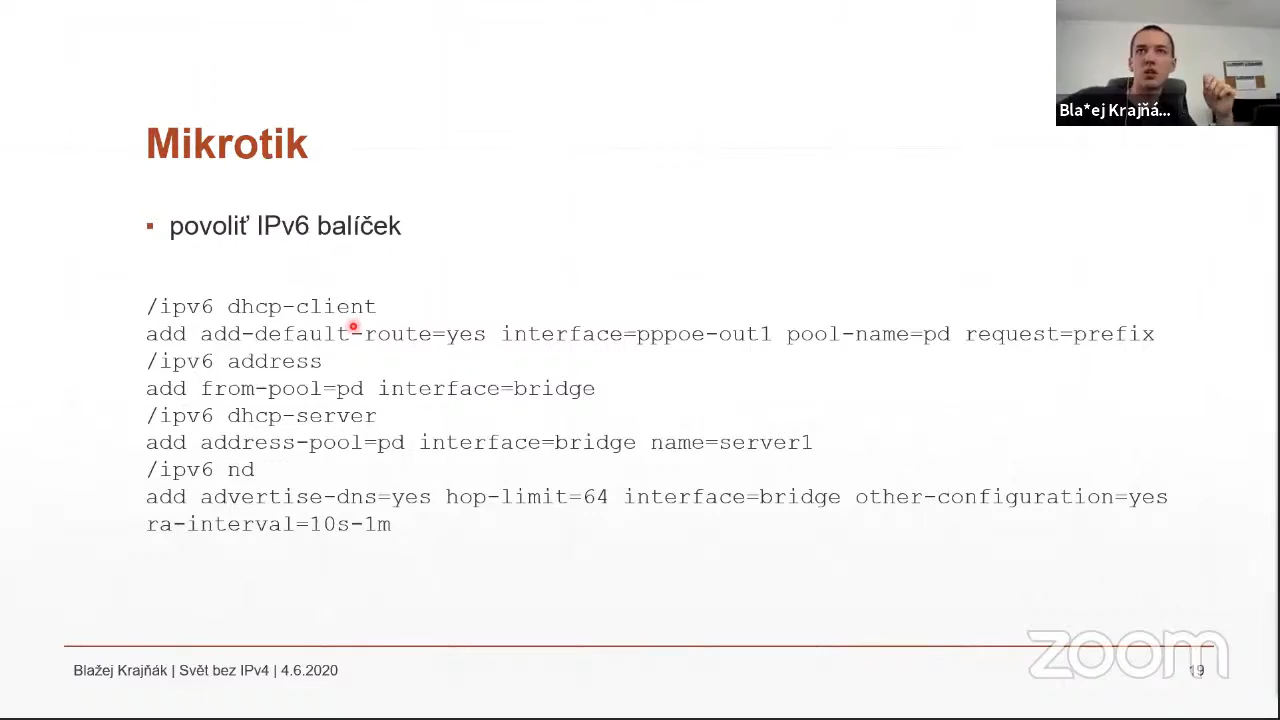 Bla*ej Krajňá...
Mikrotik
▪ povoliť IPv6 balíček
/ipv6 dhcp-client
add add-default-route=yes interface=pppoe-out1 pool-name=pd request=prefix
/ipv6 address
add from-pool=pd interface=bridge
/ipv6 dhcp-server
add address-pool=pd interface=bridge name=server1
/ipv6 nd
add advertise-dns=yes hop-limit=64 interface=bridge other-configuration=yes
ra-interval=10s-1m
zoom
Blažej Krajňák | Svět bez IPv4 | 4.6.2020
19